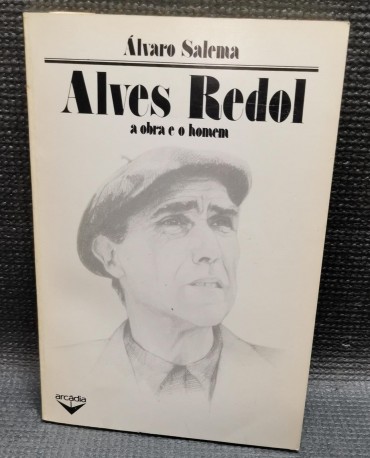 Álvaro Salema
Alves Redol
a obra e o homem
arcádia